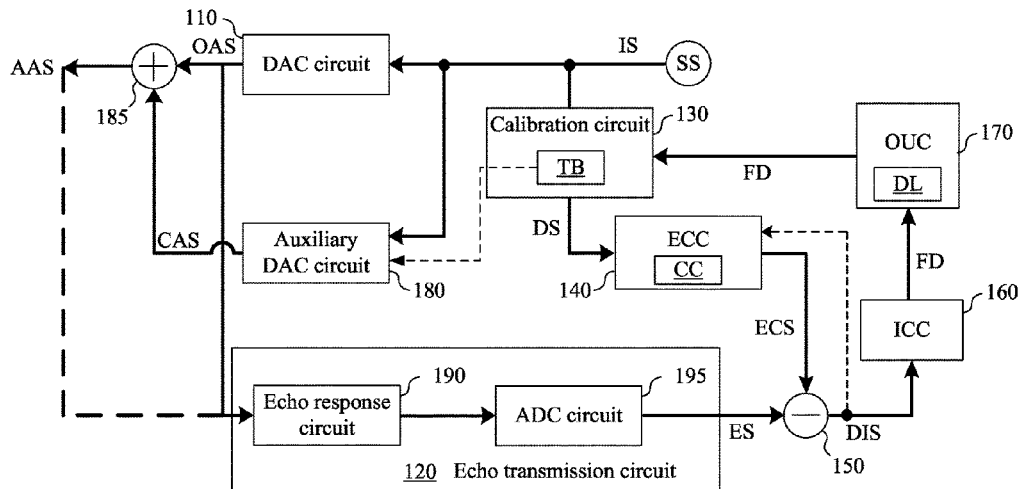 110
OAS
IS
AAS
DAC circuit
SS
185
Calibration circuit
130
TB
OUC
170
DL
FD
CAS
Auxiliary
DAC circuit
180
DS
ECC
CC
140
FD
ECS
ICC
160
190
195
Echo response
circuit
ADC circuit
ES
DIS
150
120 Echo transmission circuit